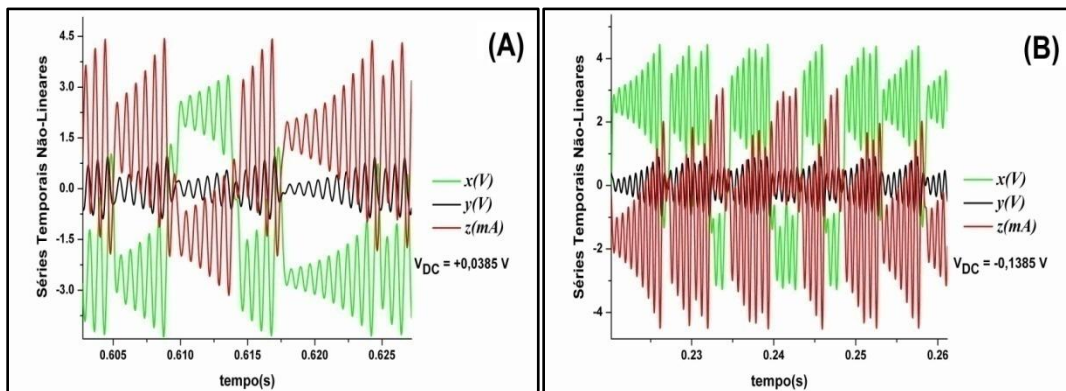 (A)
Séries Temporais Não-Lineares
4.5
3.0
1.5
0.0
-1.5
-3.0
0.605 0.610 0.615 0.620 0.625
tempo(s)
x(V)
y(V)
z(mA)
V_DC = +0,0385 V
(B)
Séries Temporais Não-Lineares
4
2
0
-2
-4
0.23 0.24 0.25 0.26
tempo(s)
x(V)
y(V)
z(mA)
V_DC = -0,1385 V